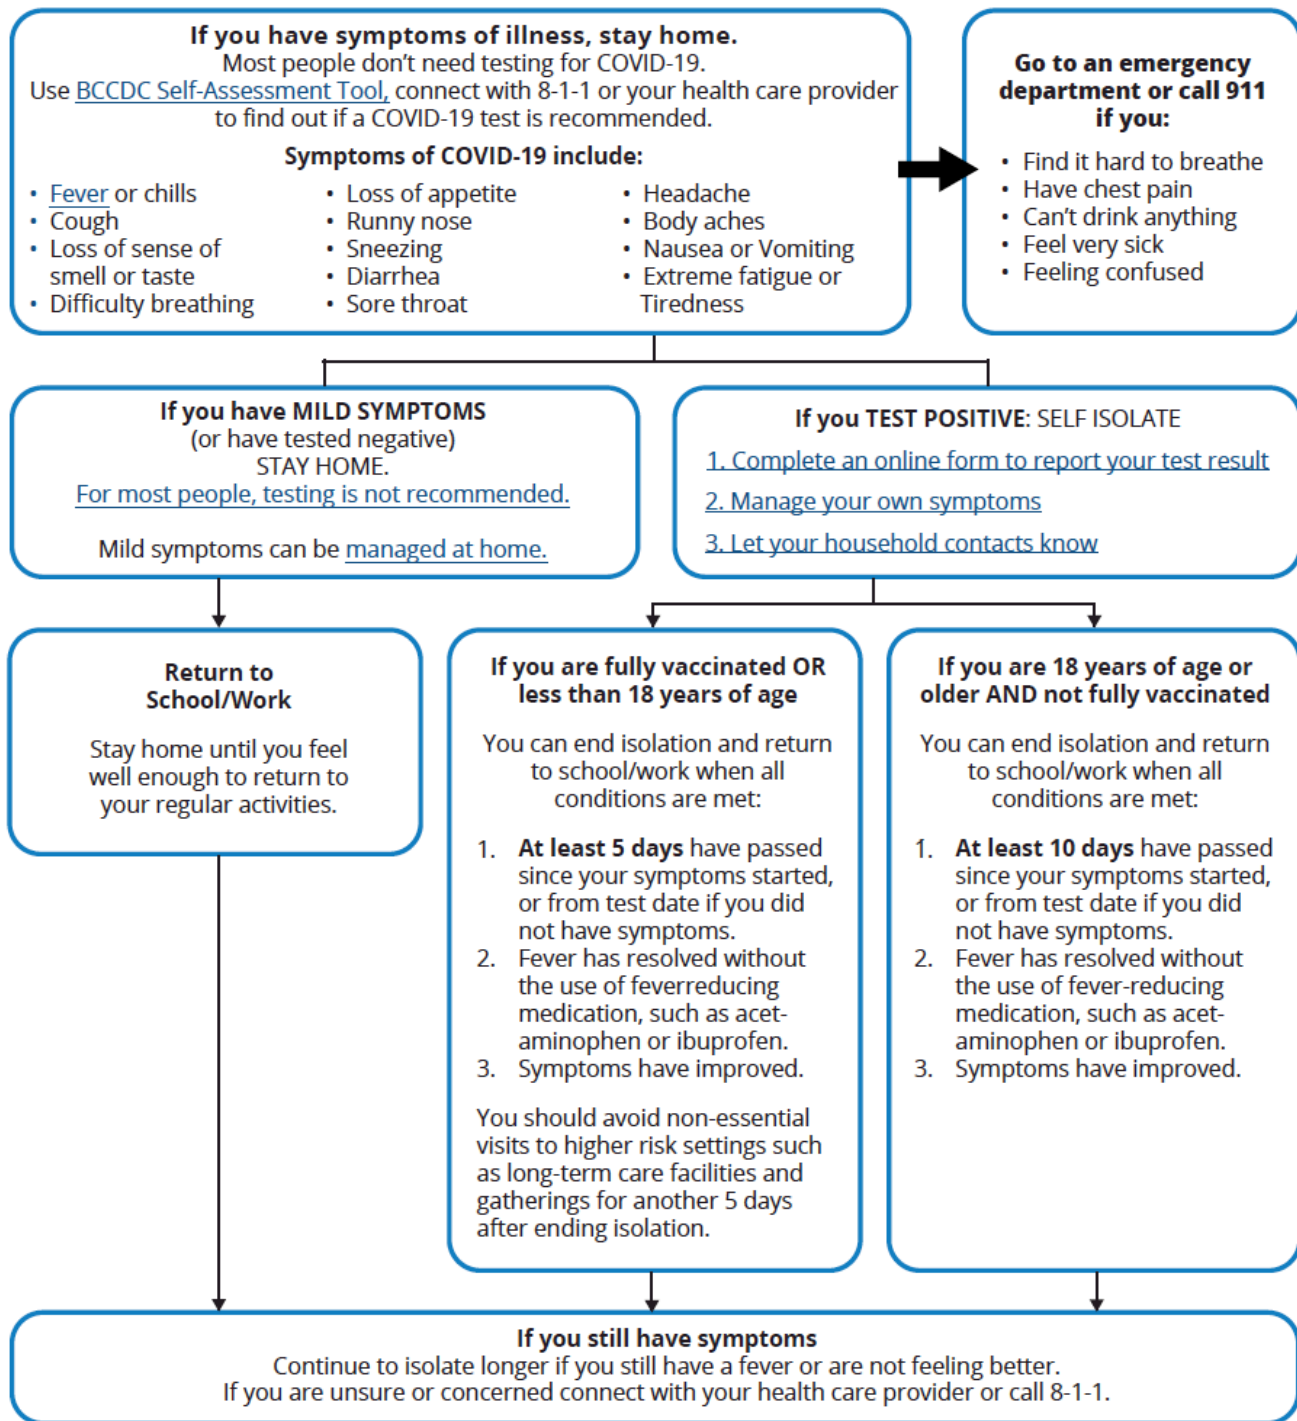 If you have symptoms of illness, stay home.
Most people don't need testing for COVID-19.
Use BCCDC Self-Assessment Tool, connect with 8-1-1 or your health care provider
to find out if a COVID-19 test is recommended.
Symptoms of COVID-19 include:
• Fever or chills
• Cough
• Loss of sense of
smell or taste
• Difficulty breathing
• Loss of appetite
• Runny nose
• Sneezing
• Diarrhea
• Sore throat
• Headache
• Body aches
• Nausea or Vomiting
• Extreme fatigue or
Tiredness
Go to an emergency
department or call 911
if you:
• Find it hard to breathe
• Have chest pain
• Can't drink anything
• Feel very sick
• Feeling confused
If you have MILD SYMPTOMS
(or have tested negative)
STAY HOME.
For most people, testing is not recommended.
Mild symptoms can be managed at home.
If you TEST POSITIVE: SELF ISOLATE
1. Complete an online form to report your test result
2. Manage your own symptoms
3. Let your household contacts know
Return to
School/Work
Stay home until you feel
well enough to return to
your regular activities.
If you are fully vaccinated OR
less than 18 years of age
You can end isolation and return
to school/work when all
conditions are met:
1. At least 5 days have passed
since your symptoms started,
or from test date if you did
not have symptoms.
2. Fever has resolved without
the use of feverreducing
medication, such as acet-
aminophen or ibuprofen.
3. Symptoms have improved.
You should avoid non-essential
visits to higher risk settings such
as long-term care facilities and
gatherings for another 5 days
after ending isolation.
If you are 18 years of age or
older AND not fully vaccinated
You can end isolation and return
to school/work when all
conditions are met:
1. At least 10 days have passed
since your symptoms started,
or from test date if you did
not have symptoms.
2. Fever has resolved without
the use of fever-reducing
medication, such as acet-
aminophen or ibuprofen.
3. Symptoms have improved.
If you still have symptoms
Continue to isolate longer if you still have a fever or are not feeling better.
If you are unsure or concerned connect with your health care provider or call 8-1-1.